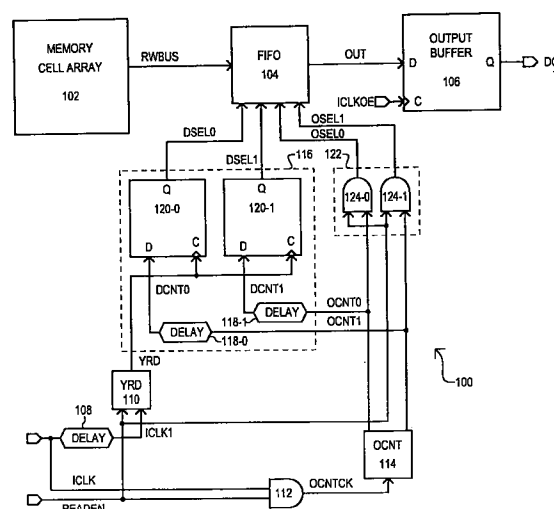 MEMORY CELL ARRAY 102
RWBUS
FIFO 104
OUT
OUTPUT BUFFER 106
D
Q
C
DQ
ICLKOE
DSEL0
DSEL1
OSEL0
OSEL1
116
122
Q
120-0
D
C
Q
120-1
D
C
124-0
124-1
DCNT0
DCNT1
DELAY
118-1
OCNT0
OCNT1
DELAY
118-0
YRD
YRD 110
108
DELAY
ICLK1
100
OCNT 114
ICLK
112
OCNTCK
READEN